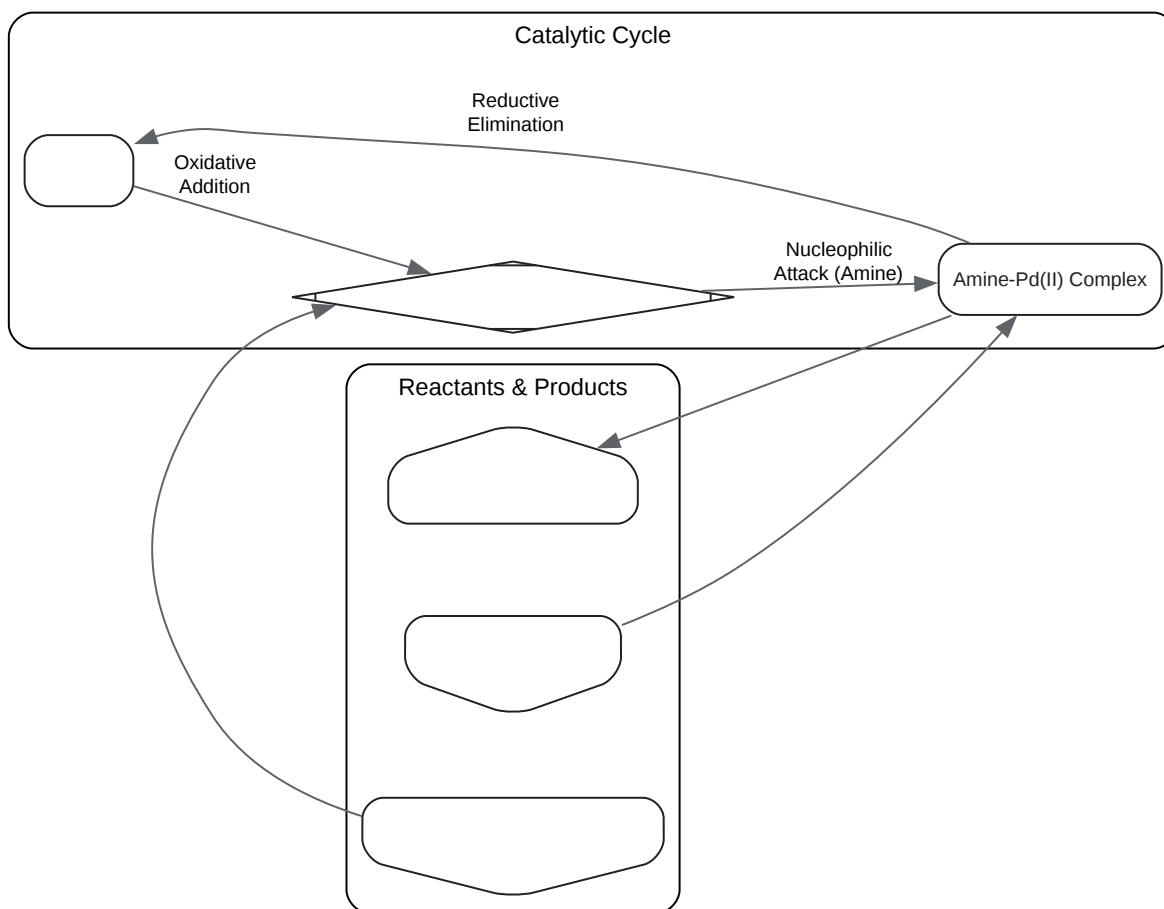 Catalytic Cycle
Reductive
Elimination
Oxidative
Addition
Nucleophilic
Attack (Amine)
Amine-Pd(II) Complex
Reactants & Products